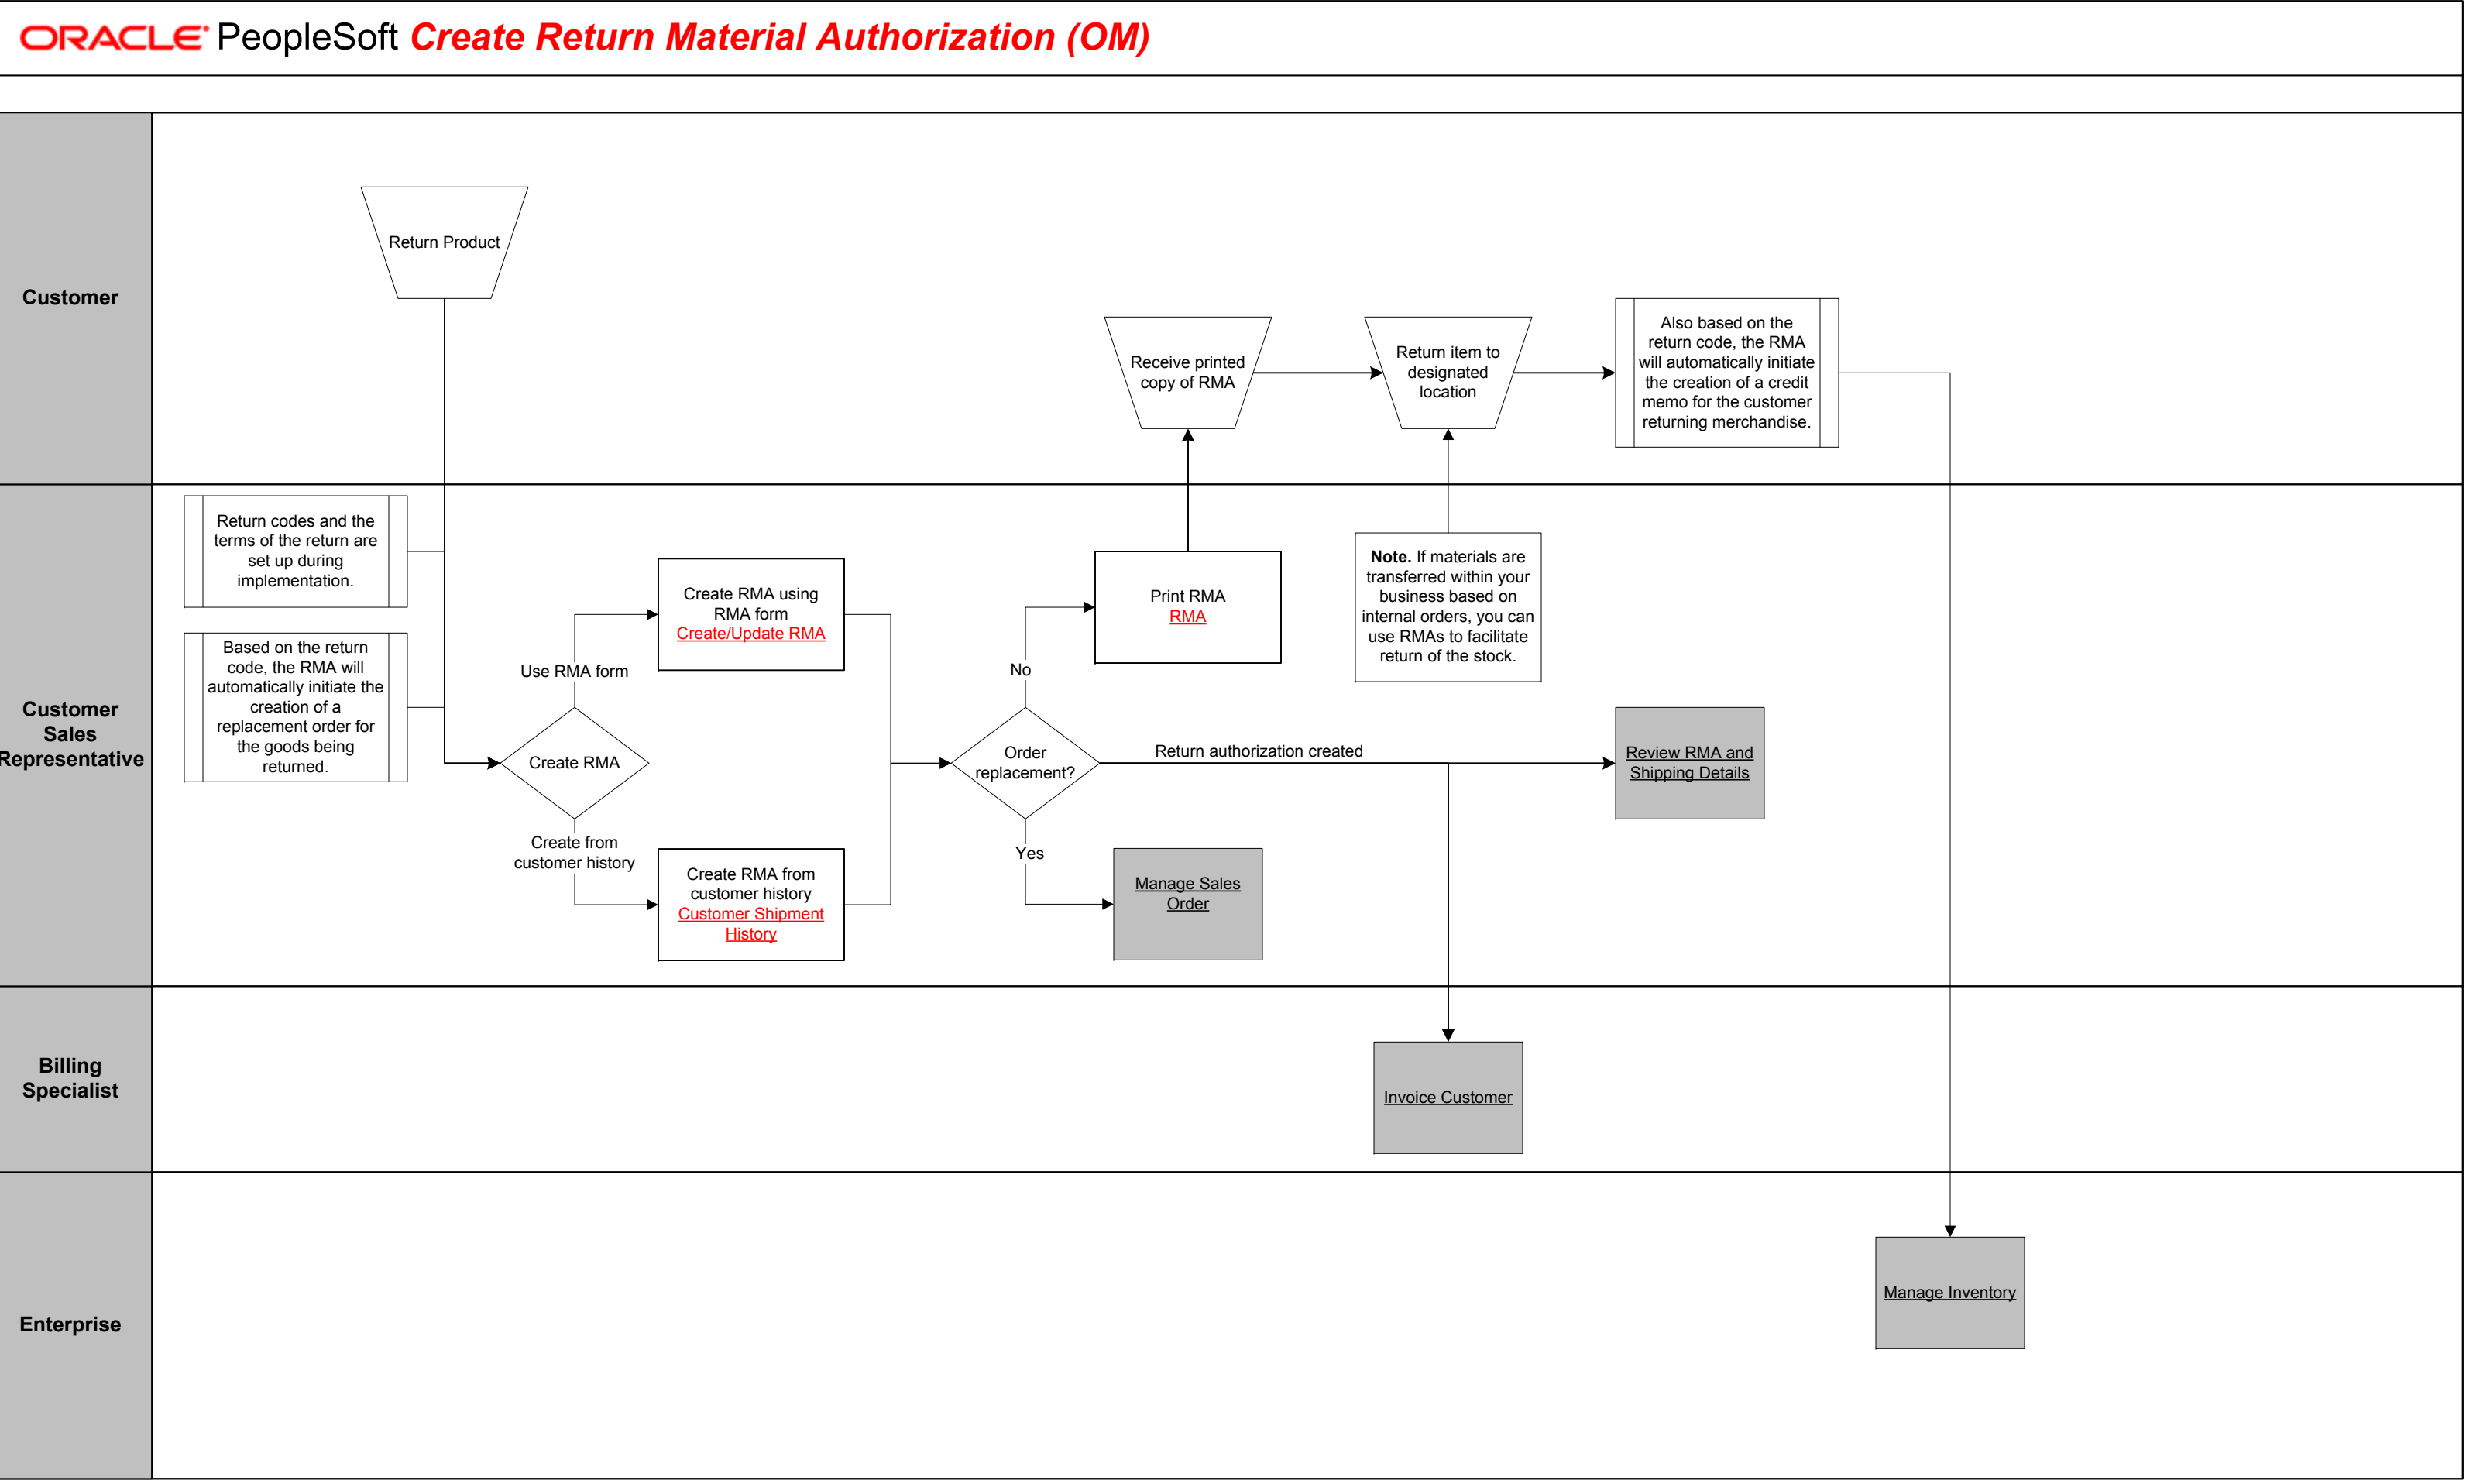 ORACLE® PeopleSoft Create Return Material Authorization (OM)
Customer
Return Product
Receive printed
copy of RMA
Return item to
designated
location
Also based on the
return code, the RMA
will automatically initiate
the creation of a credit
memo for the customer
returning merchandise.
Customer
Sales
Representative
Return codes and the
terms of the return are
set up during
implementation.
Based on the return
code, the RMA will
automatically initiate the
creation of a
replacement order for
the goods being
returned.
Create RMA
Use RMA form
Create from
customer history
Create RMA using
RMA form
Create/Update RMA
Create RMA from
customer history
Customer Shipment
History
Order
replacement?
No
Yes
Print RMA
RMA
Manage Sales
Order
Return authorization created
Note. If materials are
transferred within your
business based on
internal orders, you can
use RMAs to facilitate
return of the stock.
Review RMA and
Shipping Details
Billing
Specialist
Invoice Customer
Enterprise
Manage Inventory